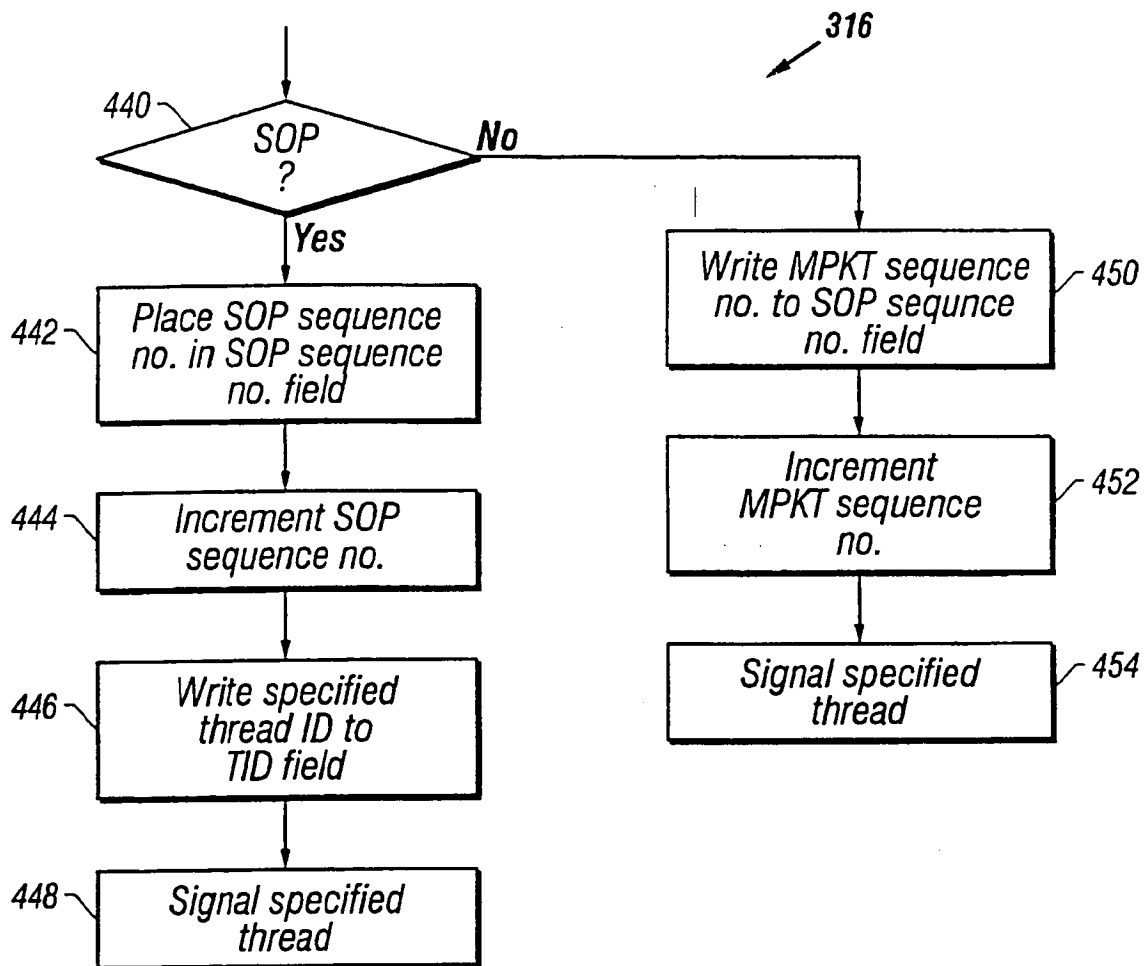 316
440
SOP
?
No
Yes
442
Place SOP sequence
no. in SOP sequence
no. field
444
Increment SOP
sequence no.
446
Write specified
thread ID to
TID field
448
Signal specified
thread
Write MPKT sequence
no. to SOP sequnce
no. field
450
Increment
MPKT sequence
no.
452
Signal specified
thread
454